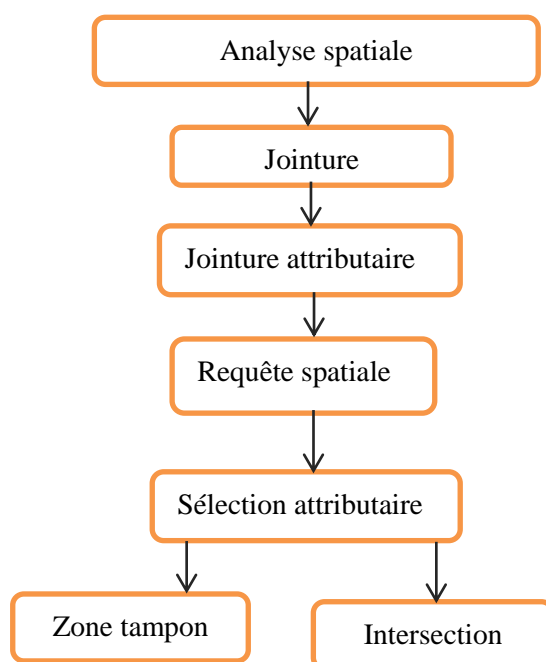 Analyse spatiale
Jointure
Jointure attributaire
Requête spatiale
Sélection attributaire
Zone tampon
Intersection